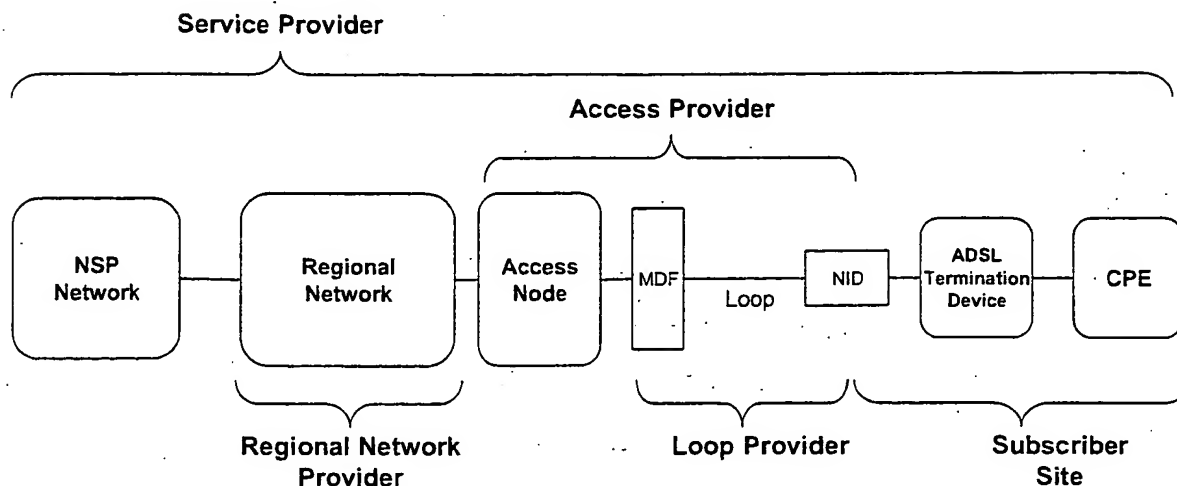 Service Provider
Access Provider
NSP
Network
Regional
Network
Access
Node
MDF
Loop
NID
ADSL
Termination
Device
CPE
Regional Network
Provider
Loop Provider
Subscriber
Site